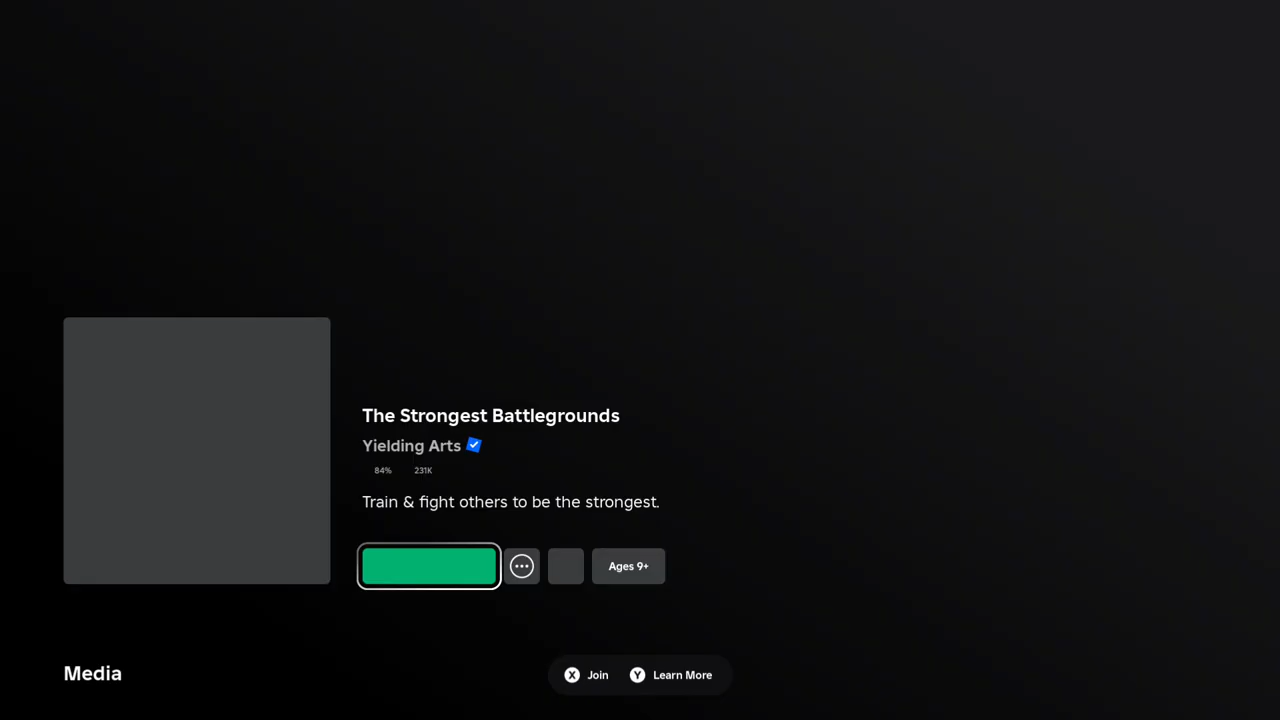 The Strongest Battlegrounds
Yielding Arts
84% 231K
Train & fight others to be the strongest.
Ages 9+
Media
X Join Y Learn More